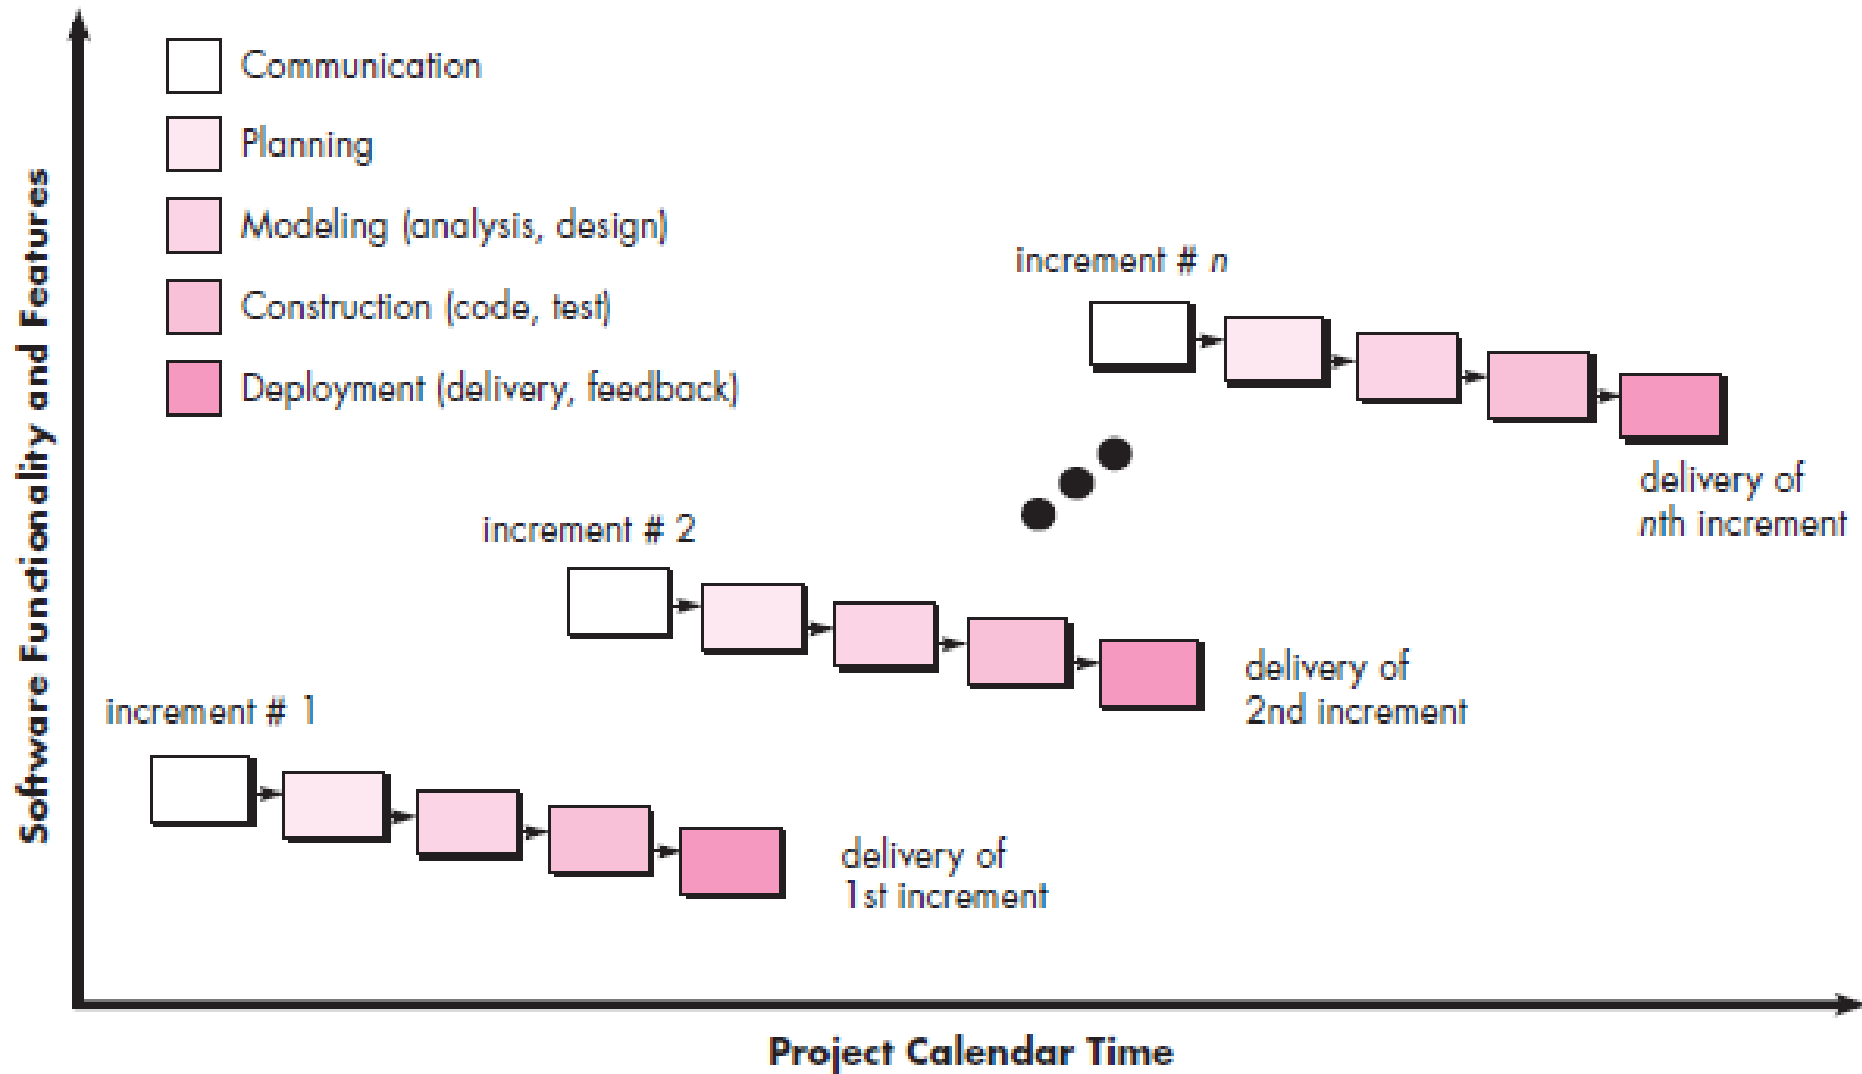 Communication
Planning
Modeling (analysis, design)
Construction (code, test)
Deployment (delivery, feedback)
Software Functionality and Features
increment # n
delivery of
nth increment
increment # 2
delivery of
2nd increment
increment # 1
delivery of
1st increment
Project Calendar Time